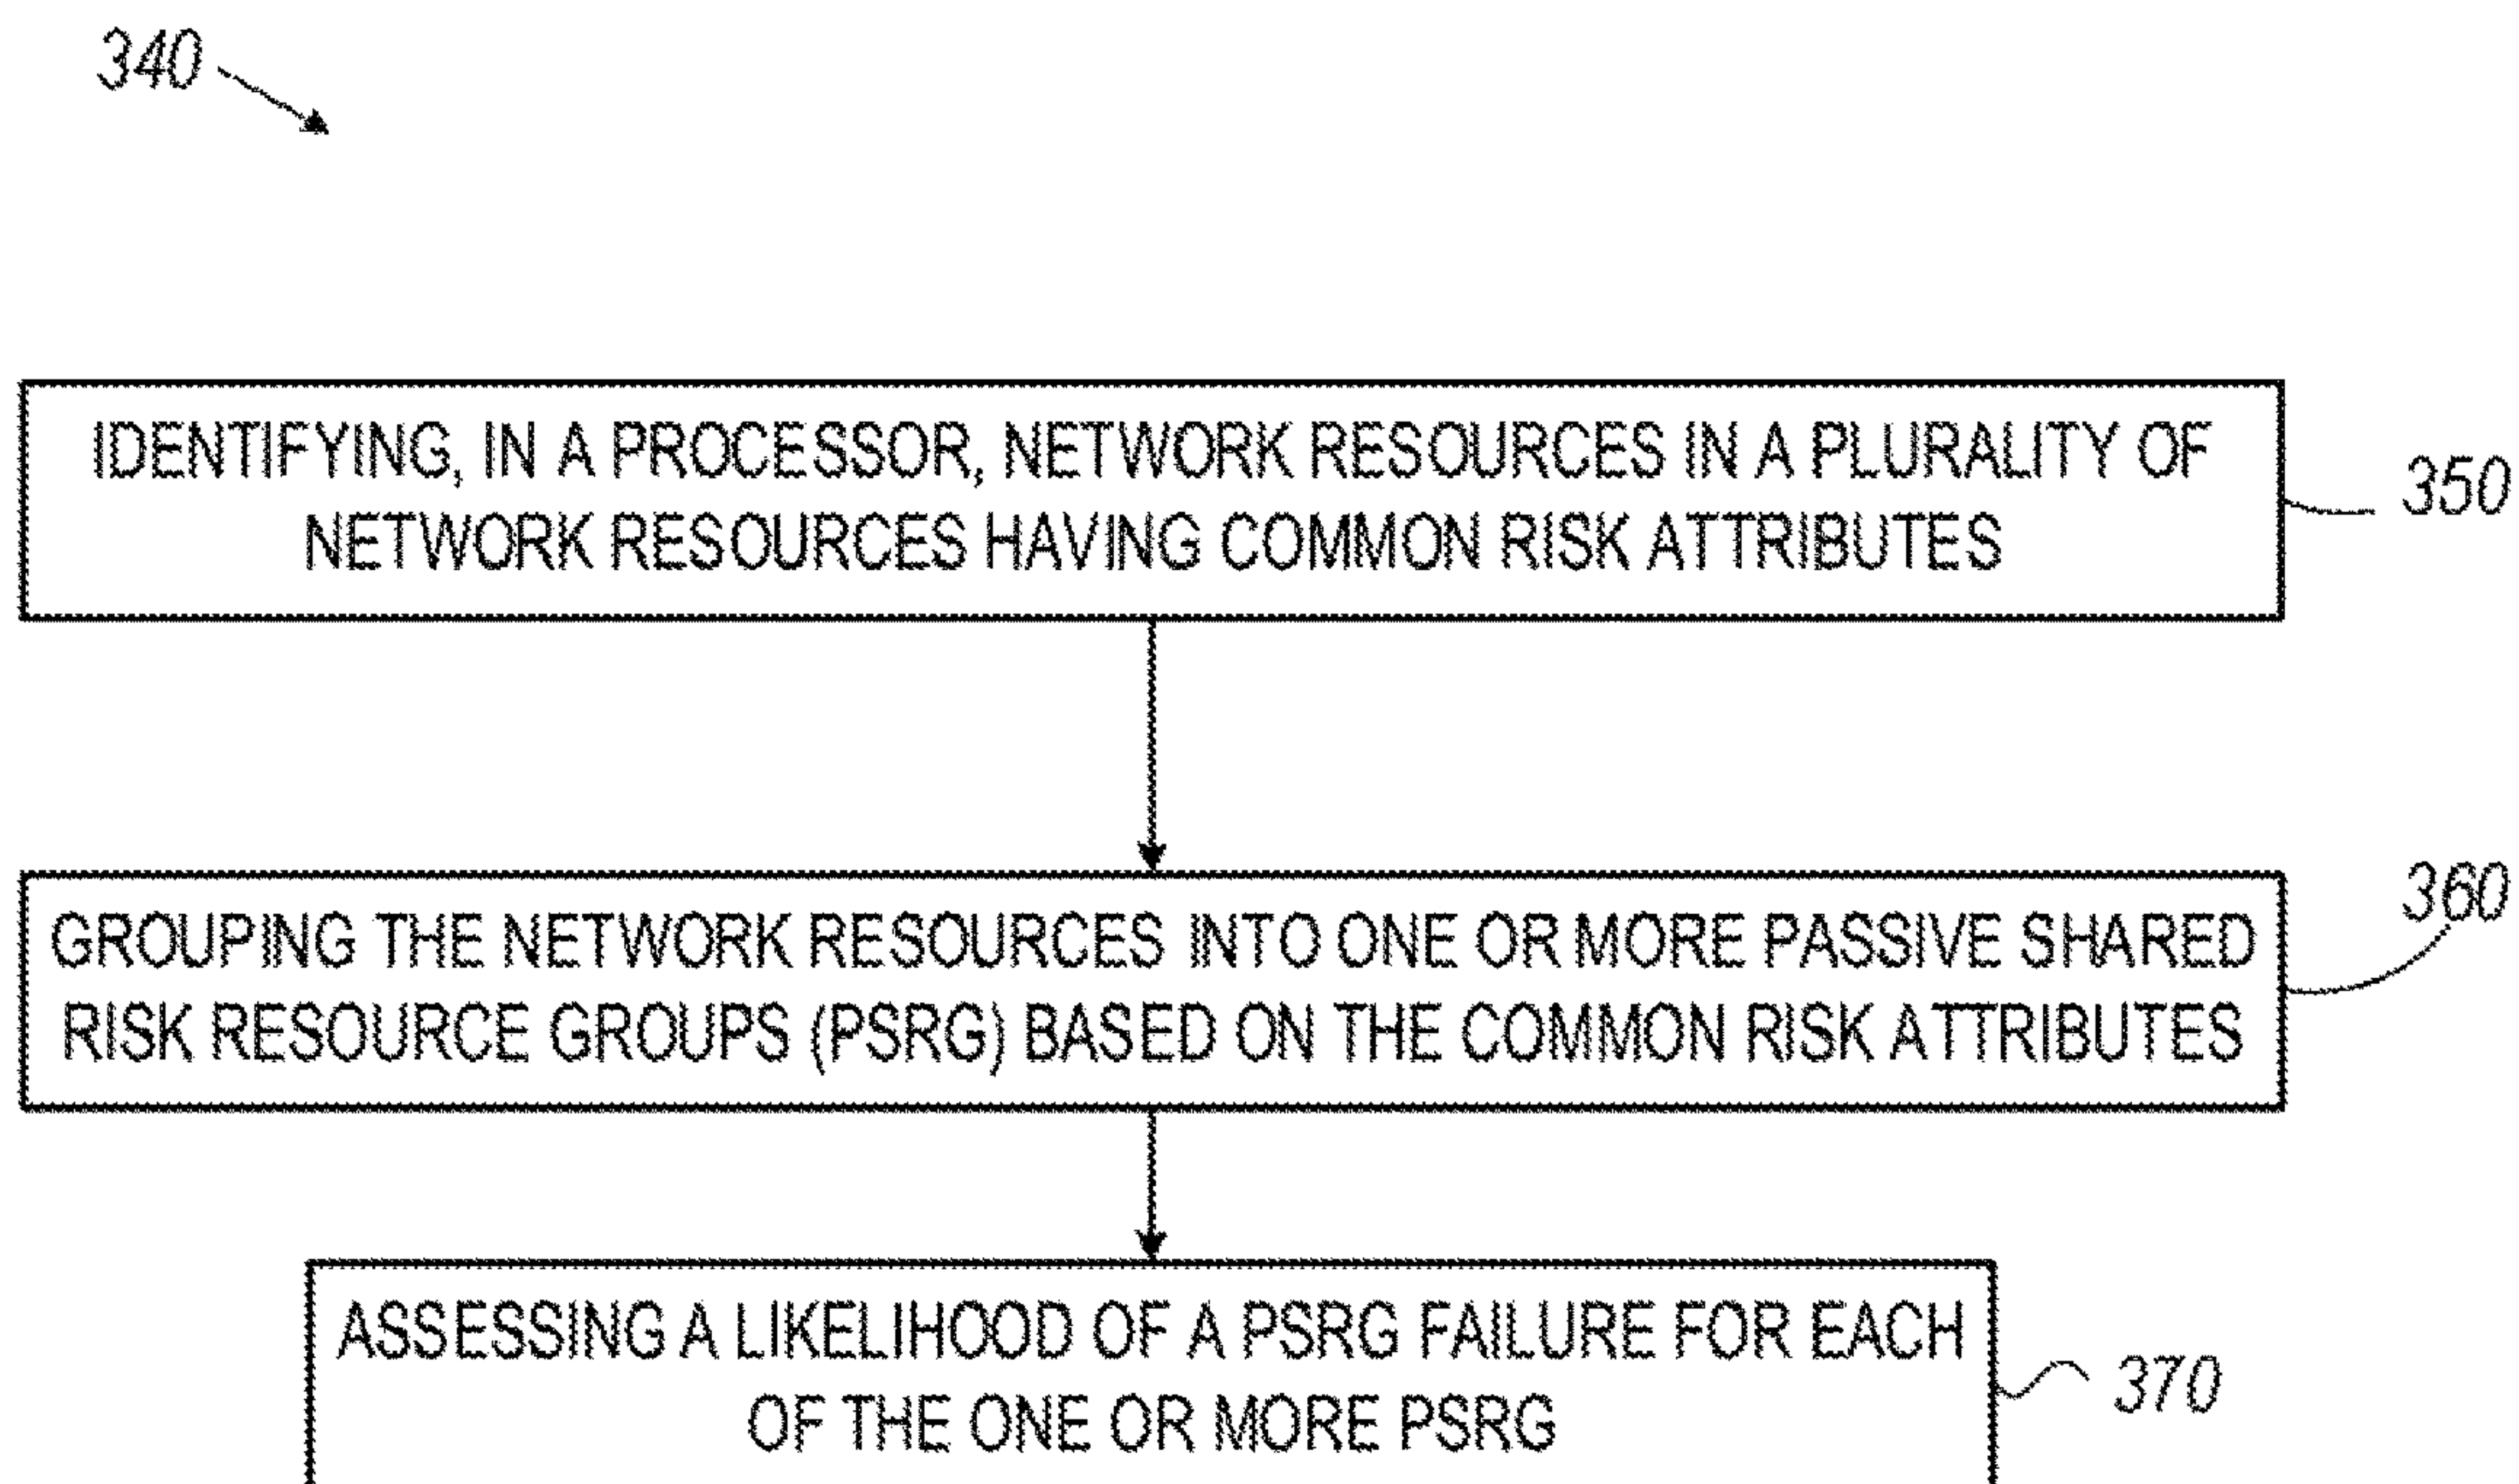 340
IDENTIFYING, IN A PROCESSOR, NETWORK RESOURCES IN A PLURALITY OF
NETWORK RESOURCES HAVING COMMON RISK ATTRIBUTES
350
GROUPING THE NETWORK RESOURCES INTO ONE OR MORE PASSIVE SHARED
RISK RESOURCE GROUPS (PSRG) BASED ON THE COMMON RISK ATTRIBUTES
360
ASSESSING A LIKELIHOOD OF A PSRG FAILURE FOR EACH
OF THE ONE OR MORE PSRG
370